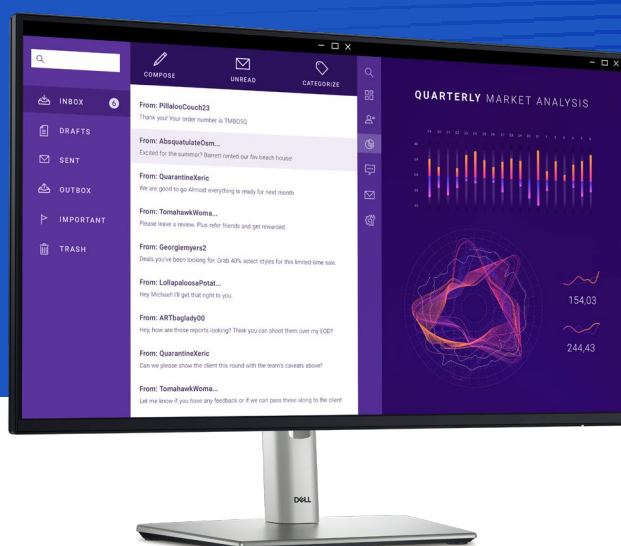 COMPOSE
UNREAD
CATEGORIZE
INBOX 6
DRAFTS
SENT
OUTBOX
IMPORTANT
TRASH
From: PillalooCouch23
Thank you! Your order number is TMBQSQ
From: AbsquatulateOsm...
Excited for the summer? Barrett rented our fav beach house!
From: QuarantineXeric
We are good to go Almost everything is ready for next month
From: TomahawkWoma...
Please leave a review. Plus refer friends and get rewarded.
From: Georgiemyers2
Deals you've been looking for. Grab 40% select styles for this limited-time sale.
From: LollapaloosaPotat...
Hey Michael! I'll get that right to you.
From: ARTbaglady00
Hey, how are those reports looking? Think you can shoot them over my EOD?
From: QuarantineXeric
Can we please show the client this round with the team's caveats above?
From: TomahawkWoma...
Let me know if you have any feedback or if we can pass these along to the client
QUARTERLY MARKET ANALYSIS
154,03
244,43
DELL